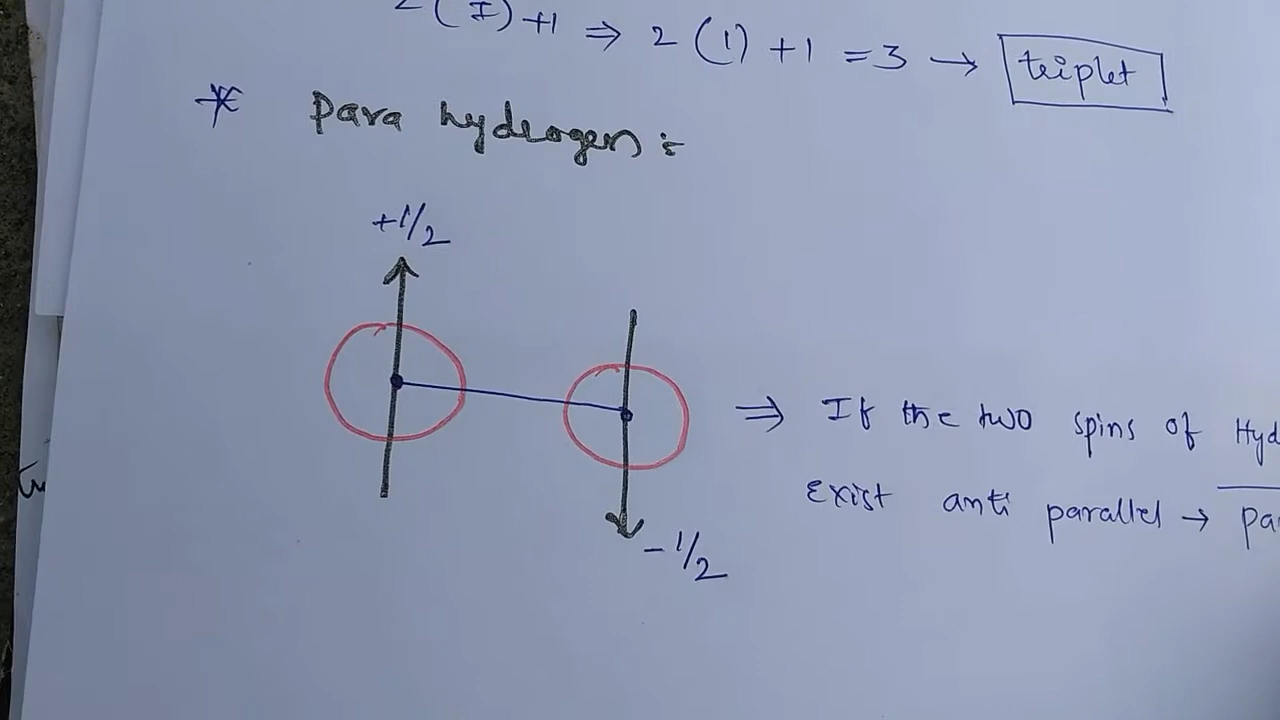 2(I)+1 ⇒ 2(1)+1 =3 → triplet
* Para hydrogen :-
+1/2
⇒ If the two spins of Hyd
exist anti parallel →
-1/2